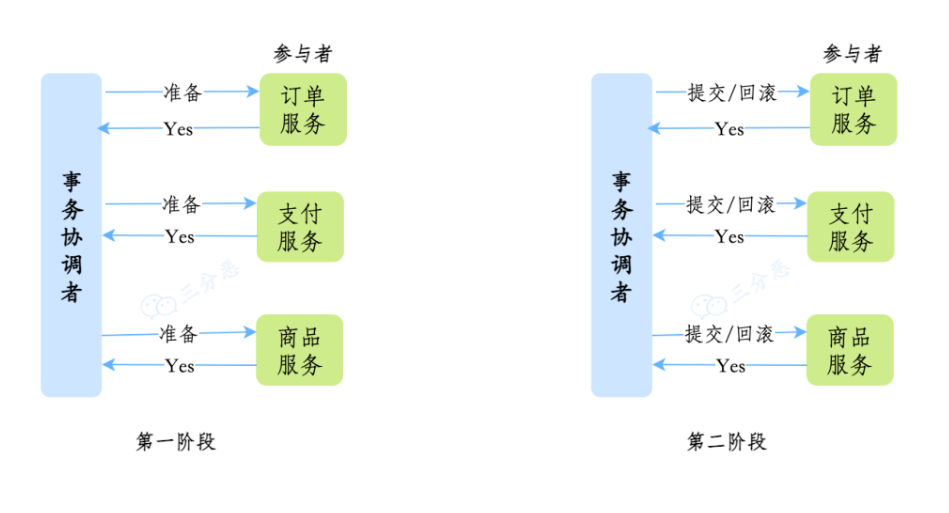 参与者
事务协调者
准备
Yes
订单
服务
准备
Yes
支付
服务
准备
Yes
商品
服务
三分恶
第一阶段
参与者
事务协调者
提交/回滚
Yes
订单
服务
提交/回滚
Yes
支付
服务
提交/回滚
Yes
商品
服务
三分恶
第二阶段